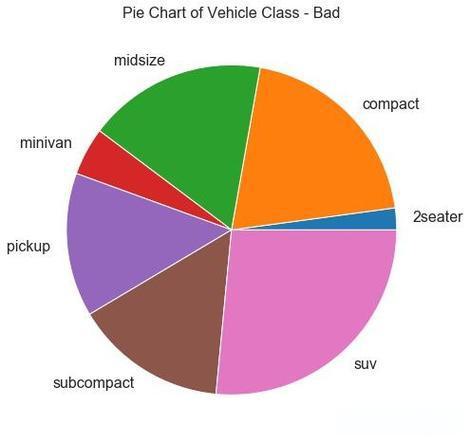 Pie Chart of Vehicle Class - Bad
midsize
compact
minivan
2seater
pickup
suv
subcompact